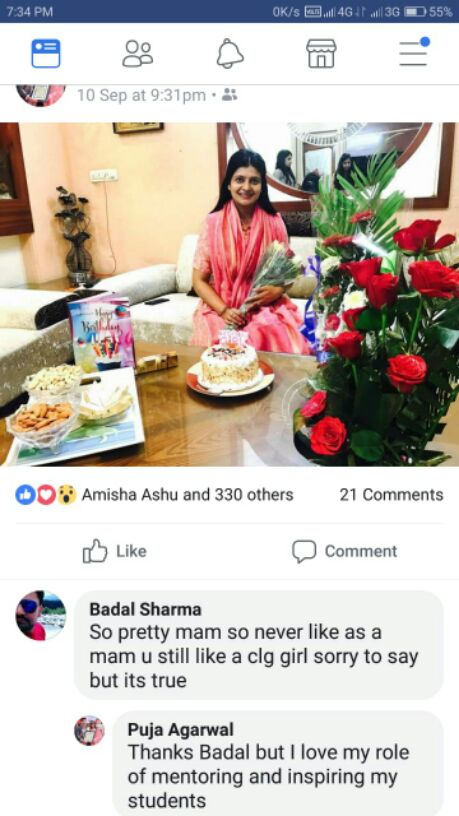 7:34 PM
0K/s VoLTE 4G 3G 55%
10 Sep at 9:31pm
Happy
Birthday
Amisha Ashu and 330 others
21 Comments
Like
Comment
Badal Sharma
So pretty mam so never like as a
mam u still like a clg girl sorry to say
but its true
Puja Agarwal
Thanks Badal but I love my role
of mentoring and inspiring my
students